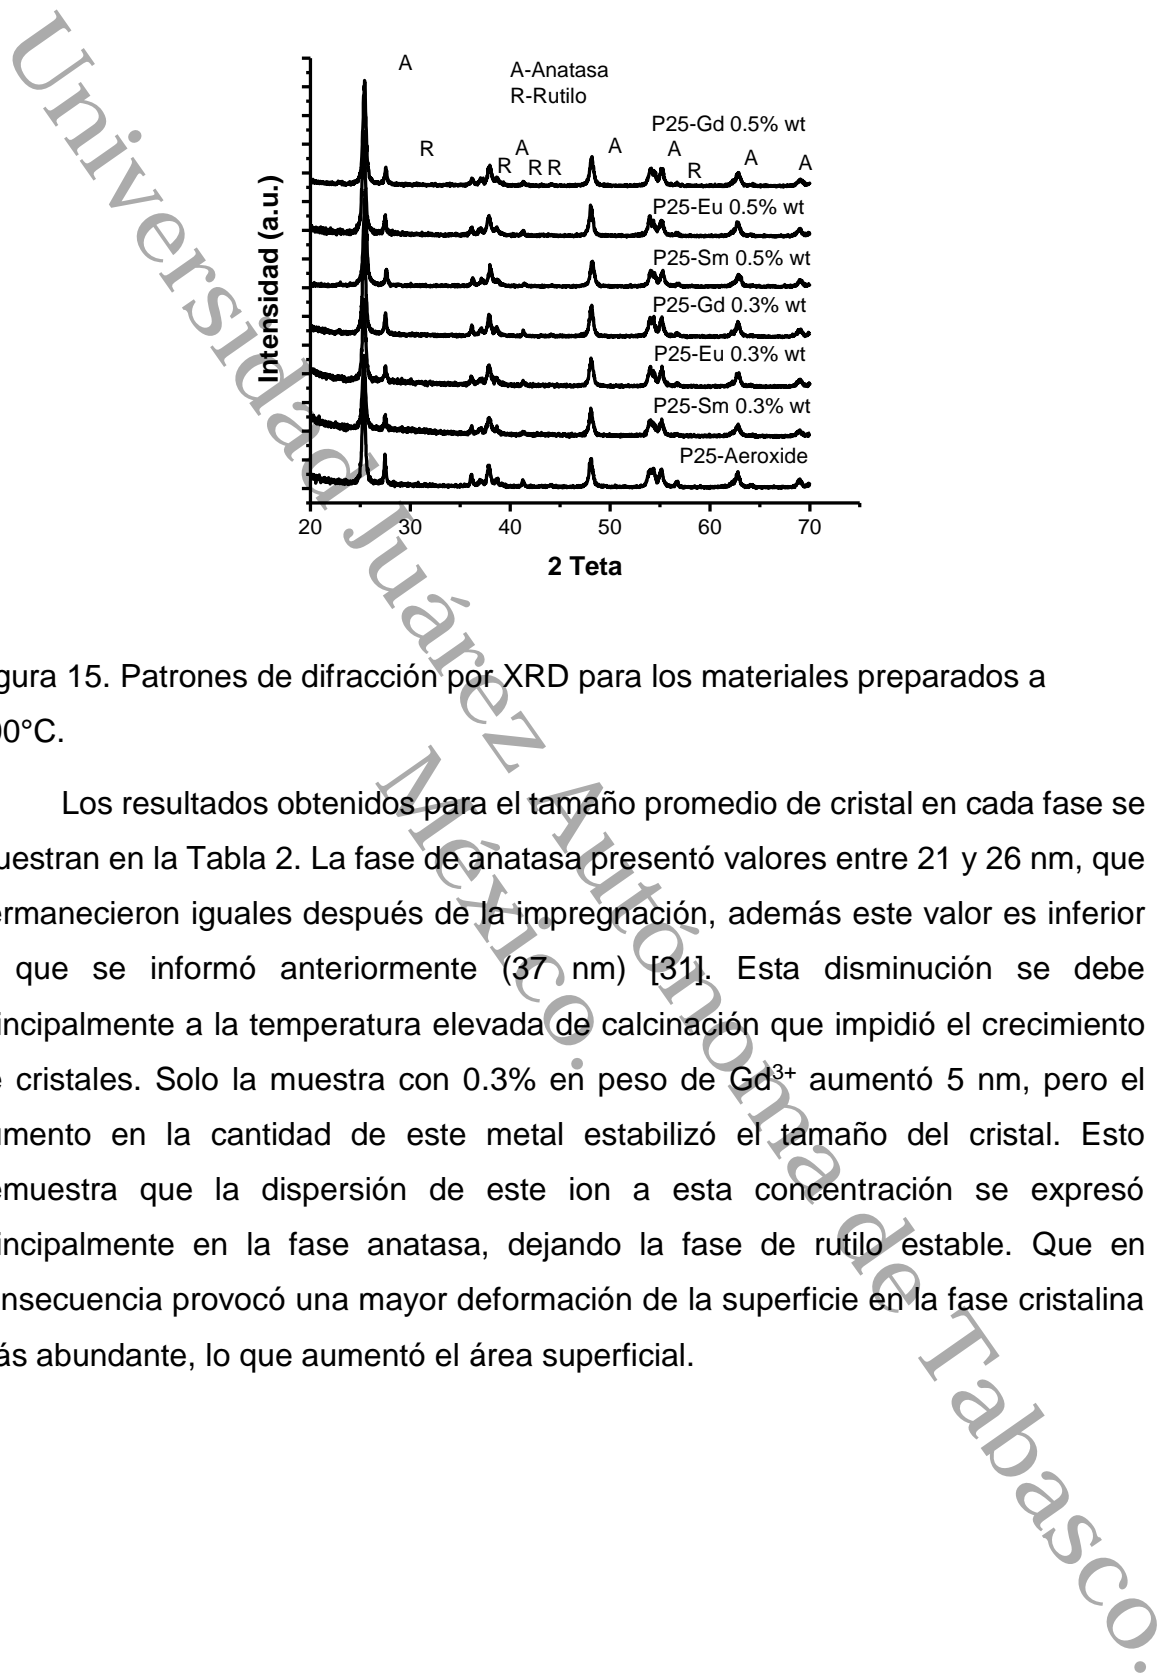 A
A-Anatasa
R-Rutilo
P25-Gd 0.5% wt
R
R
A
R R
A
A
R
A
A
P25-Eu 0.5% wt
P25-Sm 0.5% wt
P25-Gd 0.3% wt
P25-Eu 0.3% wt
P25-Sm 0.3% wt
P25-Aeroxide
Intensidad (a.u.)
20 30 40 50 60 70
2 Teta
gura 15. Patrones de difracción por XRD para los materiales preparados a
00°C.
Los resultados obtenidos para el tamaño promedio de cristal en cada fase se
uestran en la Tabla 2. La fase de anatasa presentó valores entre 21 y 26 nm, que
ermanecieron iguales después de la impregnación, además este valor es inferior
que se informó anteriormente (37 nm) [31]. Esta disminución se debe
incipalmente a la temperatura elevada de calcinación que impidió el crecimiento
e cristales. Solo la muestra con 0.3% en peso de Gd³⁺ aumentó 5 nm, pero el
umento en la cantidad de este metal estabilizó el tamaño del cristal. Esto
emuestra que la dispersión de este ion a esta concentración se expresó
incipalmente en la fase anatasa, dejando la fase de rutilo estable. Que en
onsecuencia provocó una mayor deformación de la superficie en la fase cristalina
ás abundante, lo que aumentó el área superficial.
Universidad Juárez Autónoma de Tabasco.
México.